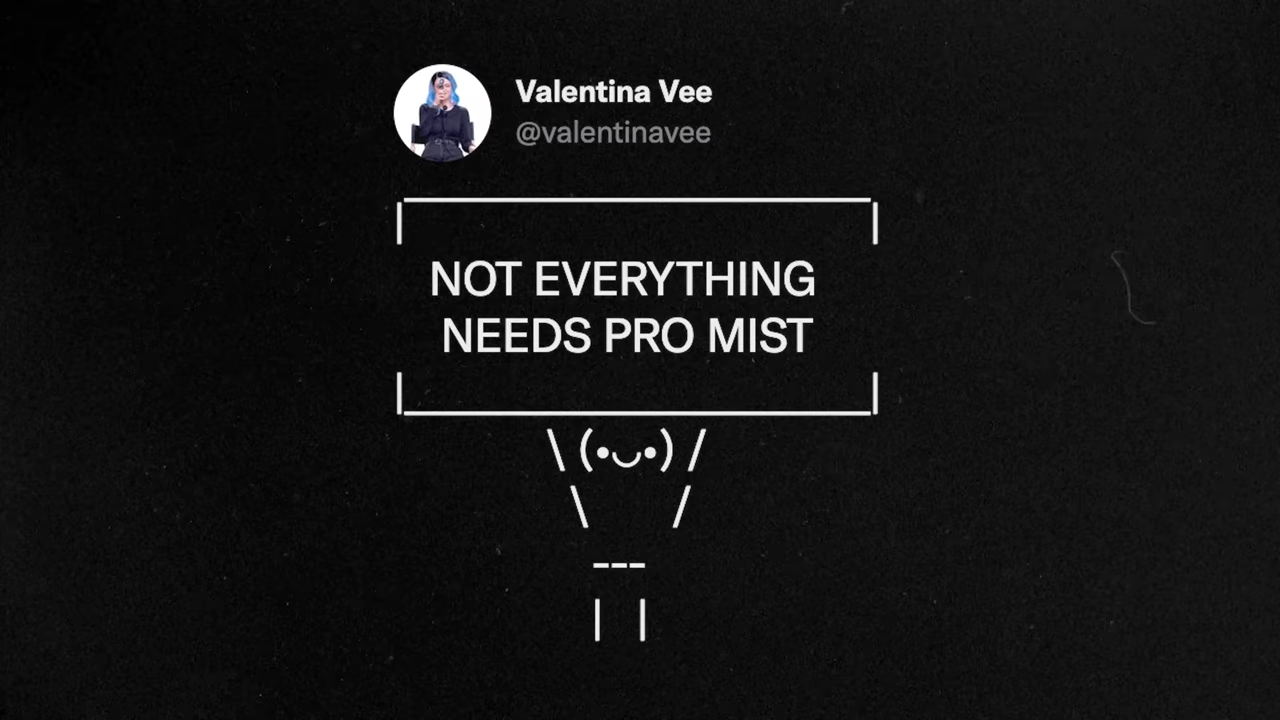 Valentina Vee
@valentinavee
NOT EVERYTHING
NEEDS PRO MIST
\ (•◡•) /
\ /
---
| |